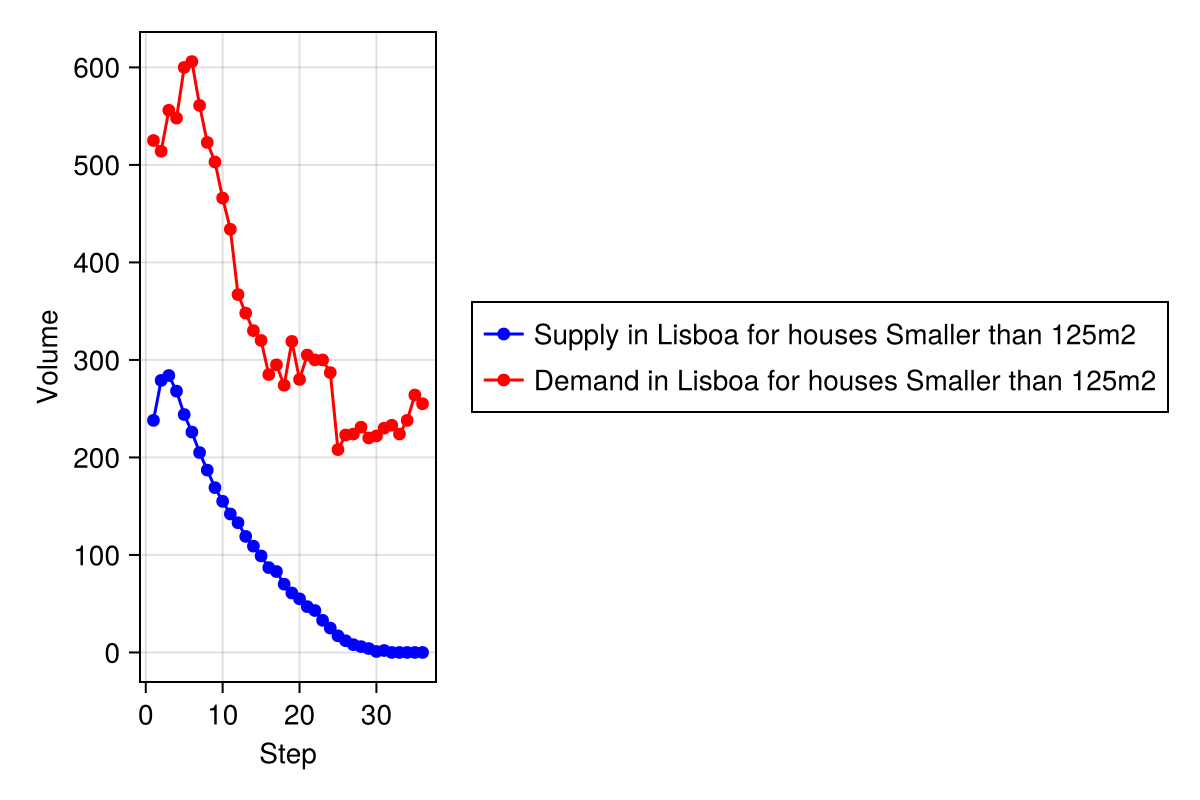 600
500
400
300
200
100
0
Volume
0 10 20 30
Step
Supply in Lisboa for houses Smaller than 125m2
Demand in Lisboa for houses Smaller than 125m2